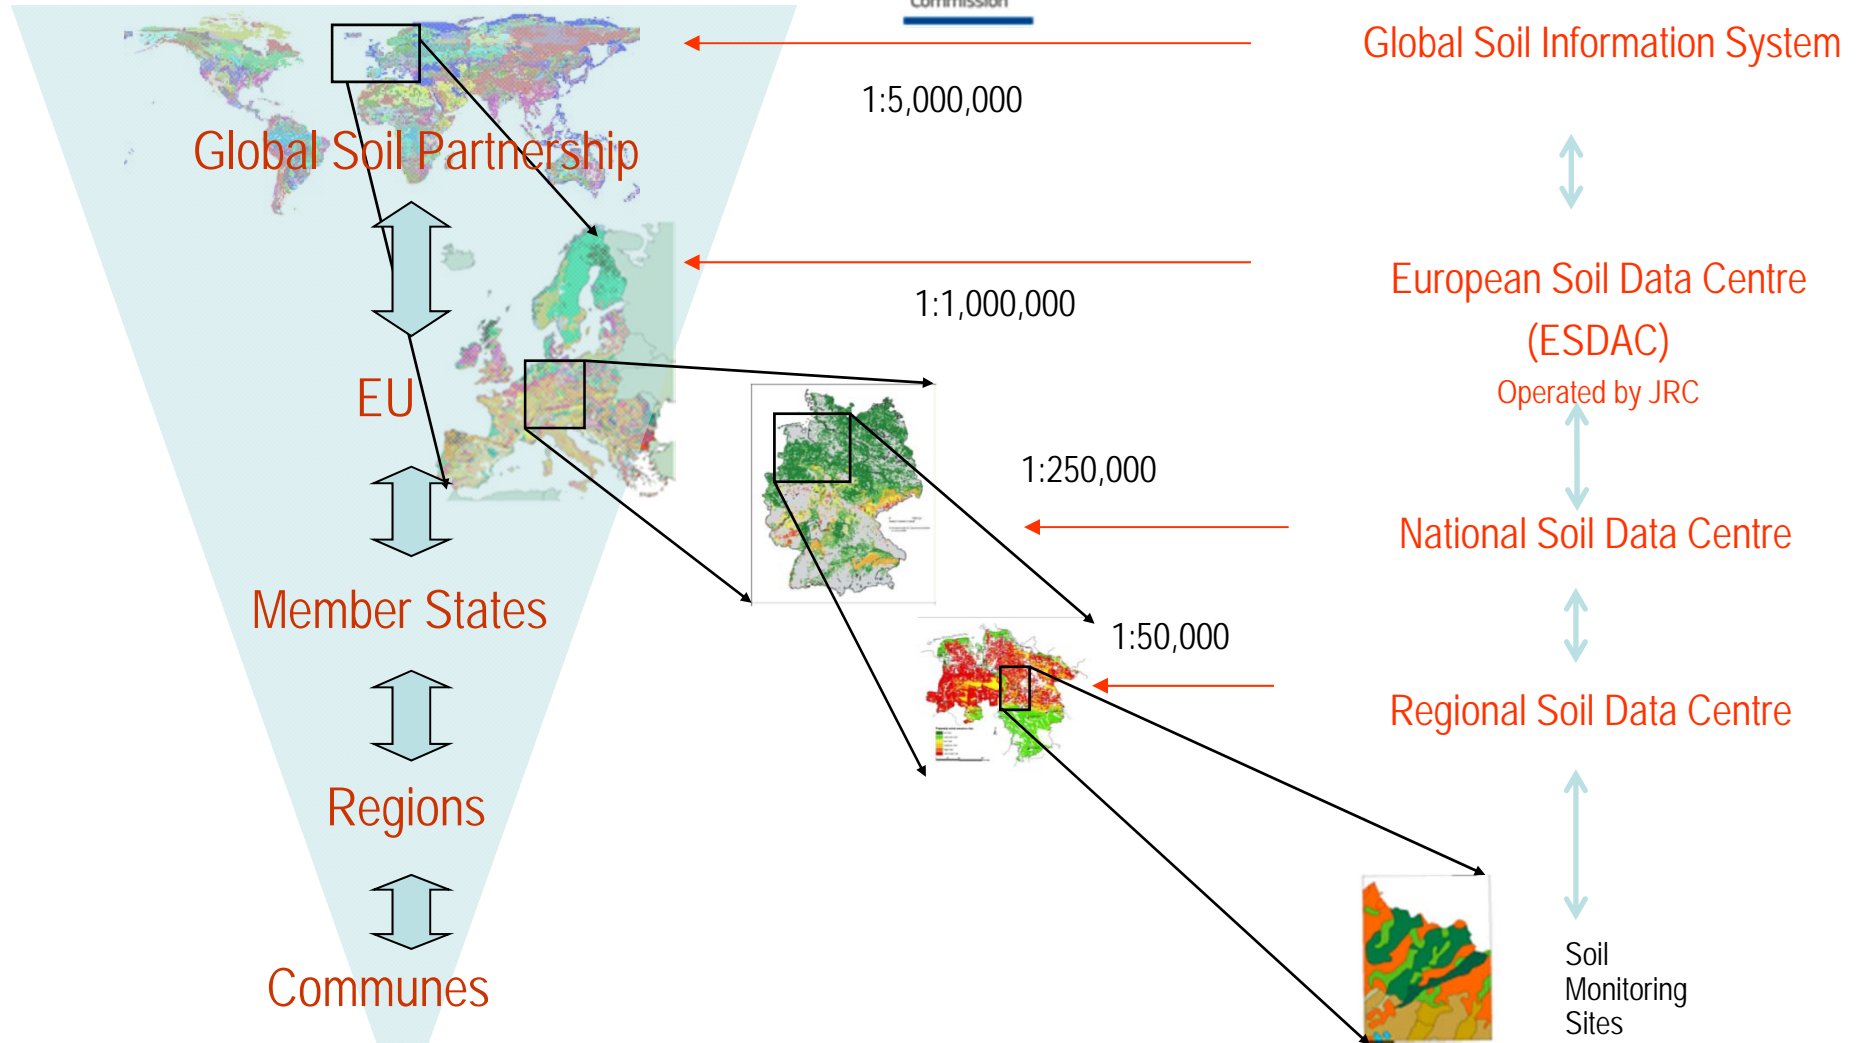 Commission
Global Soil Information System
1:5,000,000
Global Soil Partnership
European Soil Data Centre
(ESDAC)
Operated by JRC
1:1,000,000
EU
1:250,000
National Soil Data Centre
Member States
1:50,000
Regional Soil Data Centre
Regions
Communes
Soil
Monitoring
Sites